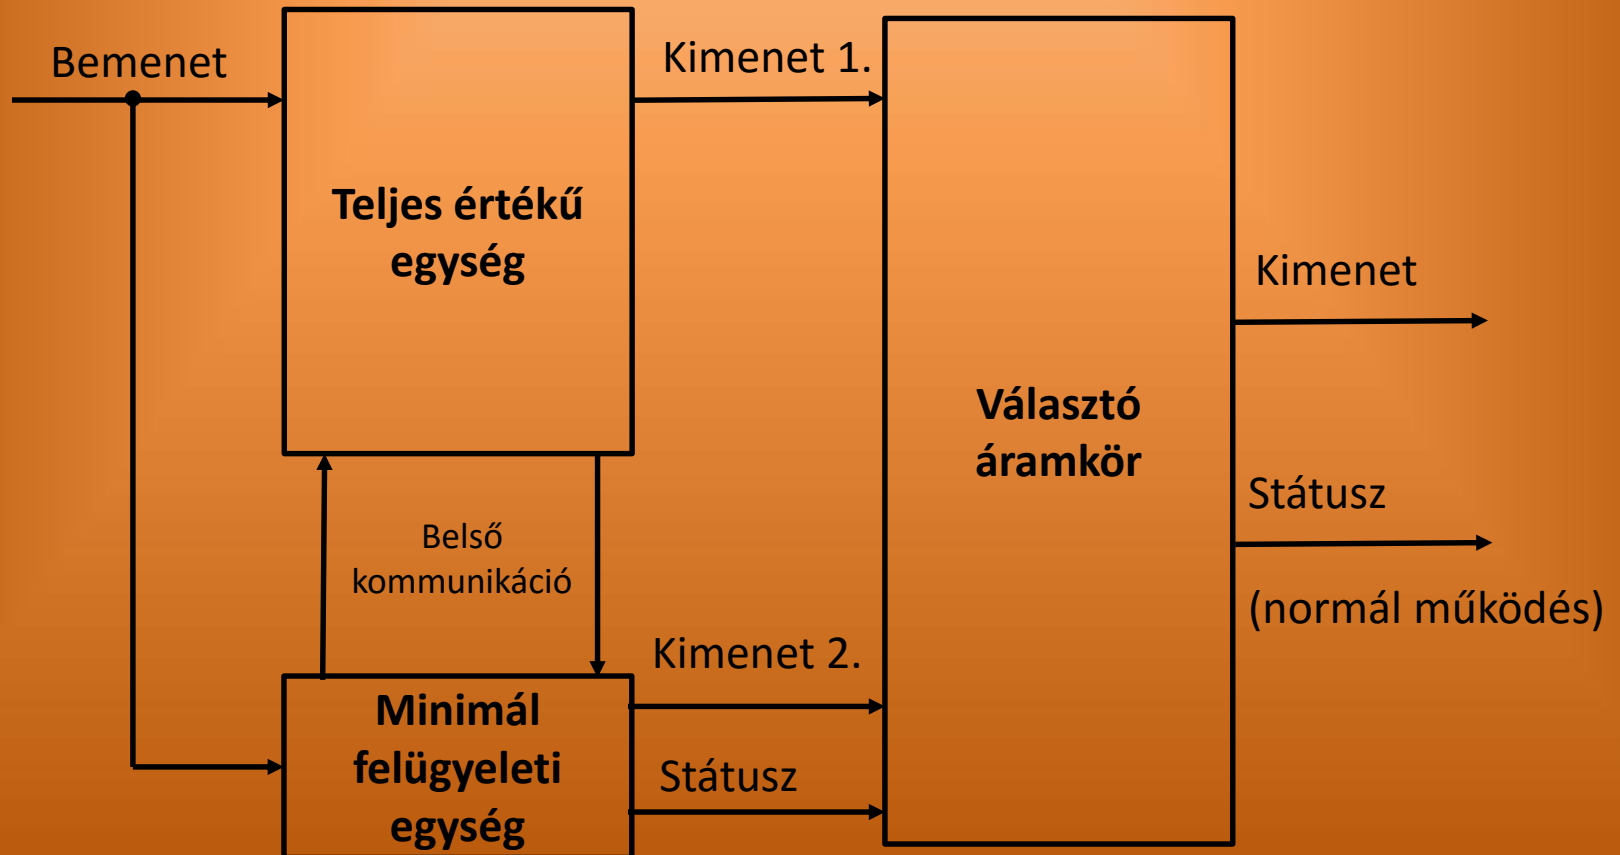 Bemenet
Kimenet 1.
Teljes értékű
egység
Kimenet
Választó
áramkör
Státusz
Belső
kommunikáció
(normál működés)
Kimenet 2.
Minimál
felügyeleti
egység
Státusz